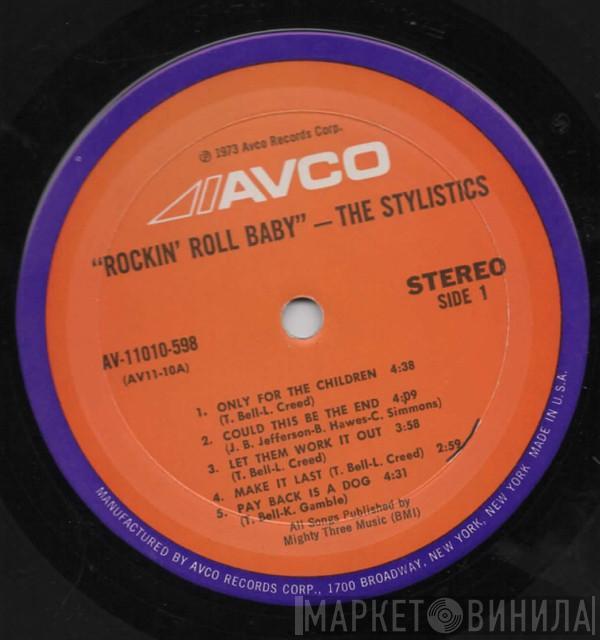 ℗ 1973 Avco Records Corp.
AVCO
"ROCKIN' ROLL BABY" — THE STYLISTICS
STEREO
SIDE 1
AV-11010-598
(AV11-10A)
1. ONLY FOR THE CHILDREN 4:38
(T. Bell-L. Creed)
2. COULD THIS BE THE END 4:09
(J. B. Jefferson-B. Hawes-C. Simmons)
3. LET THEM WORK IT OUT 3:58
(T. Bell-L. Creed)
4. MAKE IT LAST (T. Bell-L. Creed) 2:59
5. PAY BACK IS A DOG 4:31
(T. Bell-K. Gamble)
All Songs Published by
Mighty Three Music (BMI)
MANUFACTURED BY AVCO RECORDS CORP., 1700 BROADWAY, NEW YORK, NEW YORK MADE IN U.S.A.
МАРКЕТ ВИНИЛА